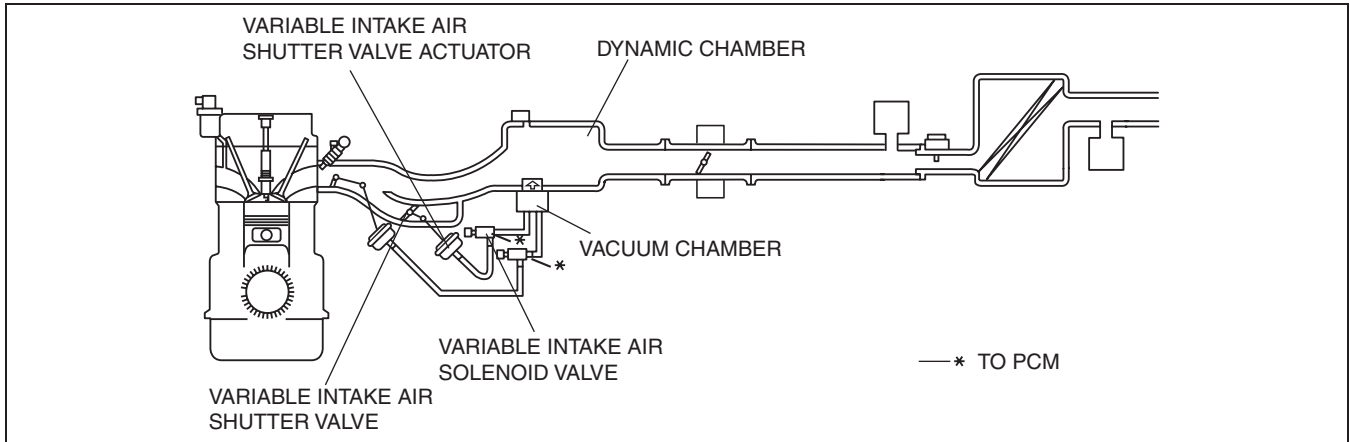 VARIABLE INTAKE AIR
SHUTTER VALVE ACTUATOR
DYNAMIC CHAMBER
*
VACUUM CHAMBER
*
VARIABLE INTAKE AIR
SOLENOID VALVE
* TO PCM
VARIABLE INTAKE AIR
SHUTTER VALVE